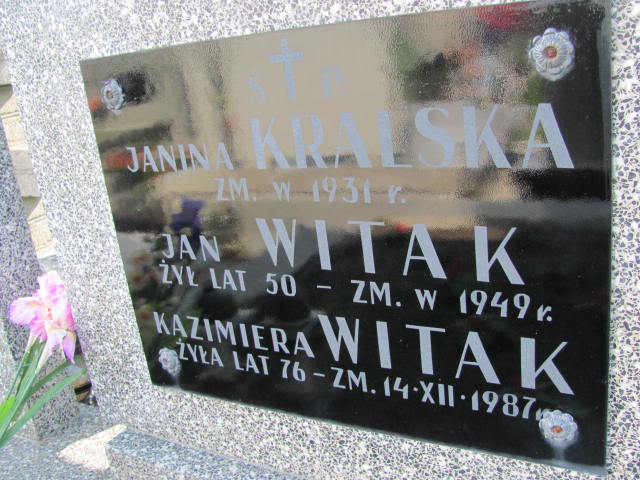 S P
JANINA KRALSKA
ZM. W 1931 r.
JAN WITAK
ŻYŁ LAT 50 – ZM. W 1949 r.
KAZIMIERA WITAK
ŻYŁA LAT 76 – ZM. 14·XII·1987 r.